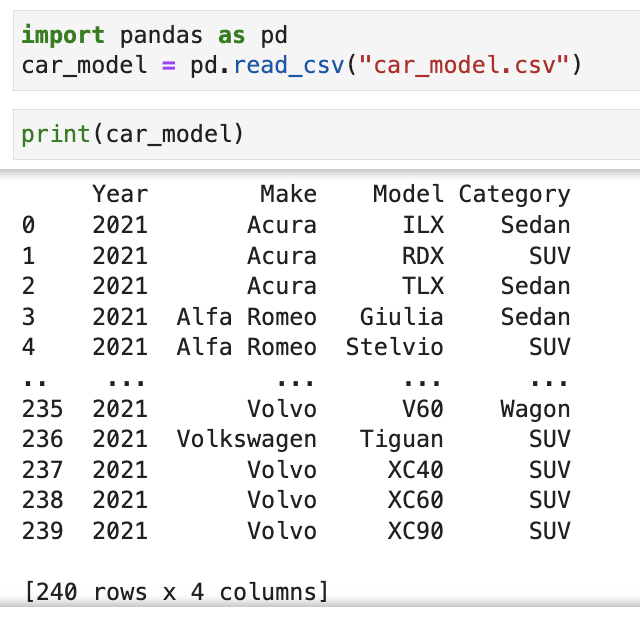 import pandas as pd
car_model = pd.read_csv("car_model.csv")
print(car_model)
Year Make Model Category
0 2021 Acura ILX Sedan
1 2021 Acura RDX SUV
2 2021 Acura TLX Sedan
3 2021 Alfa Romeo Giulia Sedan
4 2021 Alfa Romeo Stelvio SUV
.. ... ... ... ...
235 2021 Volvo V60 Wagon
236 2021 Volkswagen Tiguan SUV
237 2021 Volvo XC40 SUV
238 2021 Volvo XC60 SUV
239 2021 Volvo XC90 SUV
[240 rows x 4 columns]